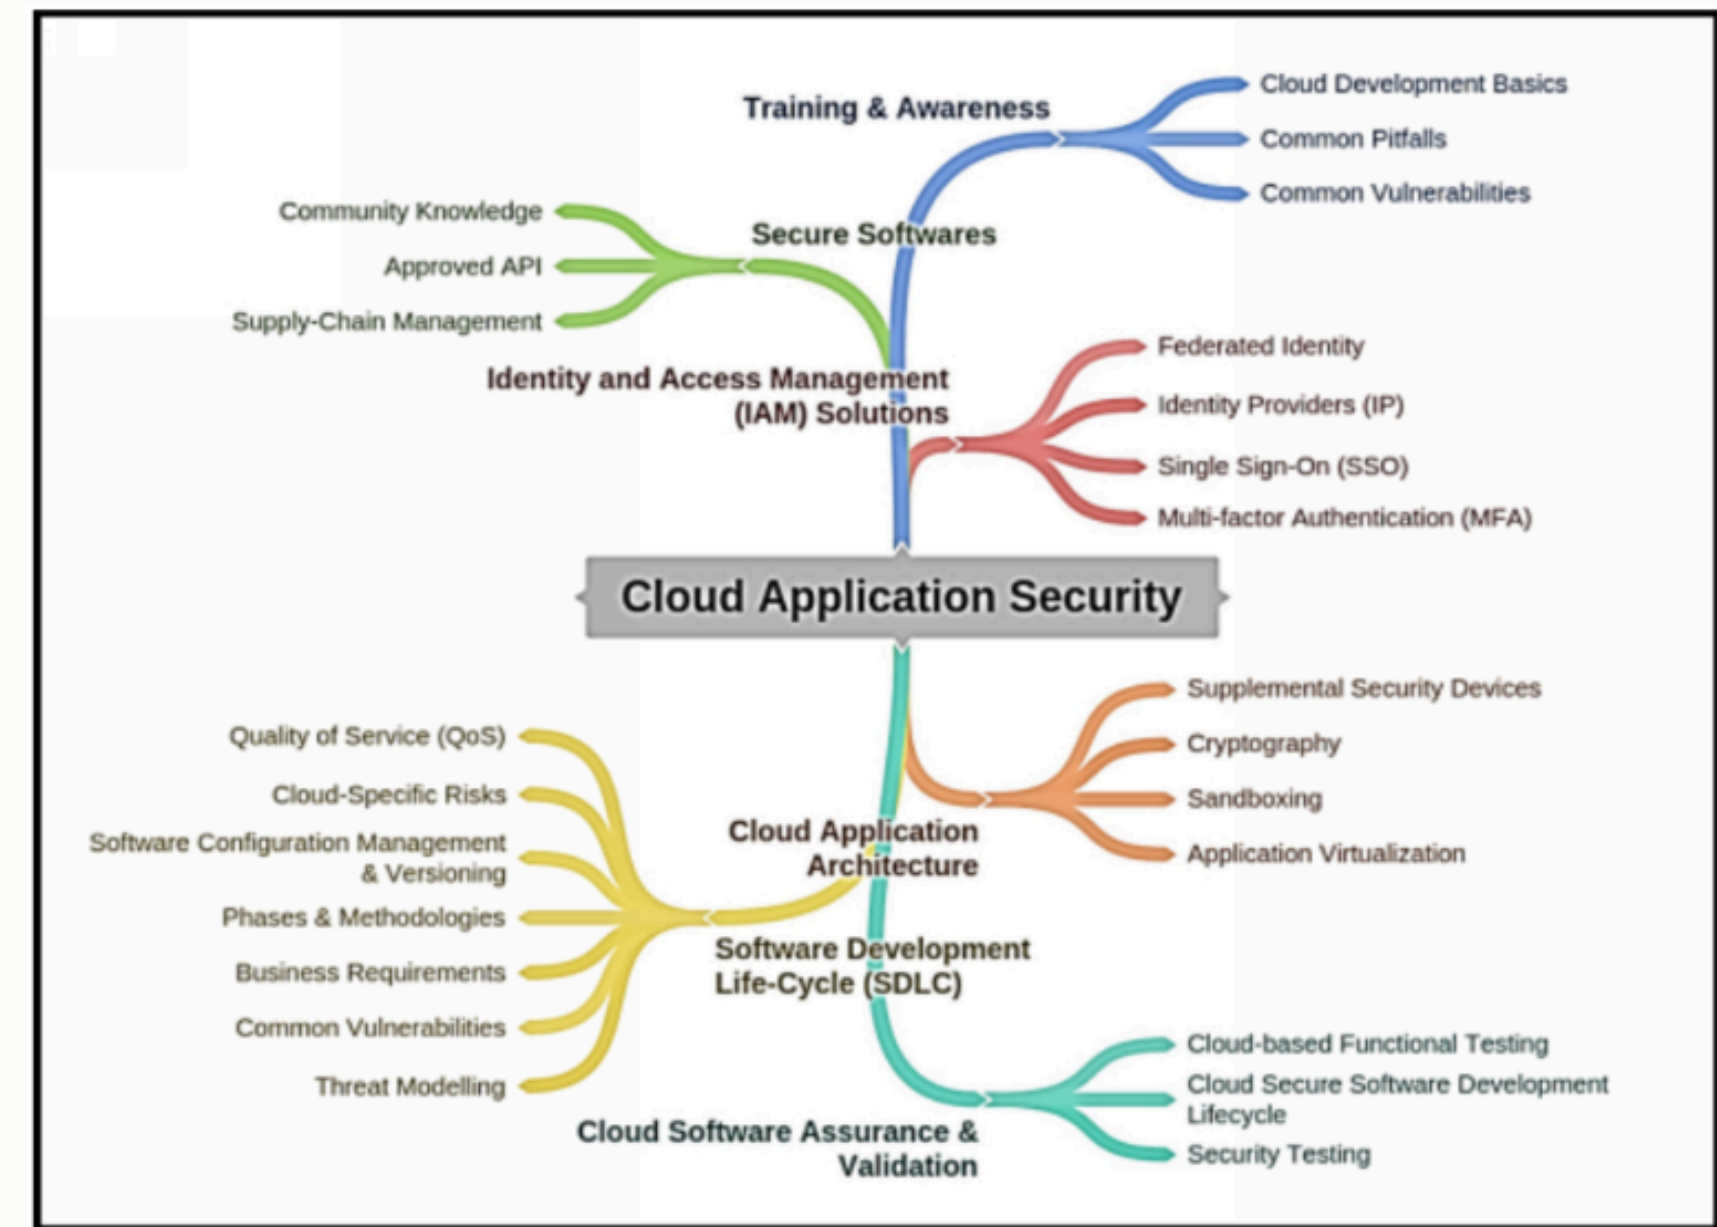 Training & Awareness
Cloud Development Basics
Common Pitfalls
Common Vulnerabilities
Secure Softwares
Community Knowledge
Approved API
Supply-Chain Management
Identity and Access Management
(IAM) Solutions
Federated Identity
Identity Providers (IP)
Single Sign-On (SSO)
Multi-factor Authentication (MFA)
Cloud Application Security
Supplemental Security Devices
Cryptography
Sandboxing
Application Virtualization
Cloud Application
Architecture
Quality of Service (QoS)
Cloud-Specific Risks
Software Configuration Management
& Versioning
Phases & Methodologies
Business Requirements
Common Vulnerabilities
Threat Modelling
Software Development
Life-Cycle (SDLC)
Cloud-based Functional Testing
Cloud Secure Software Development
Lifecycle
Security Testing
Cloud Software Assurance &
Validation